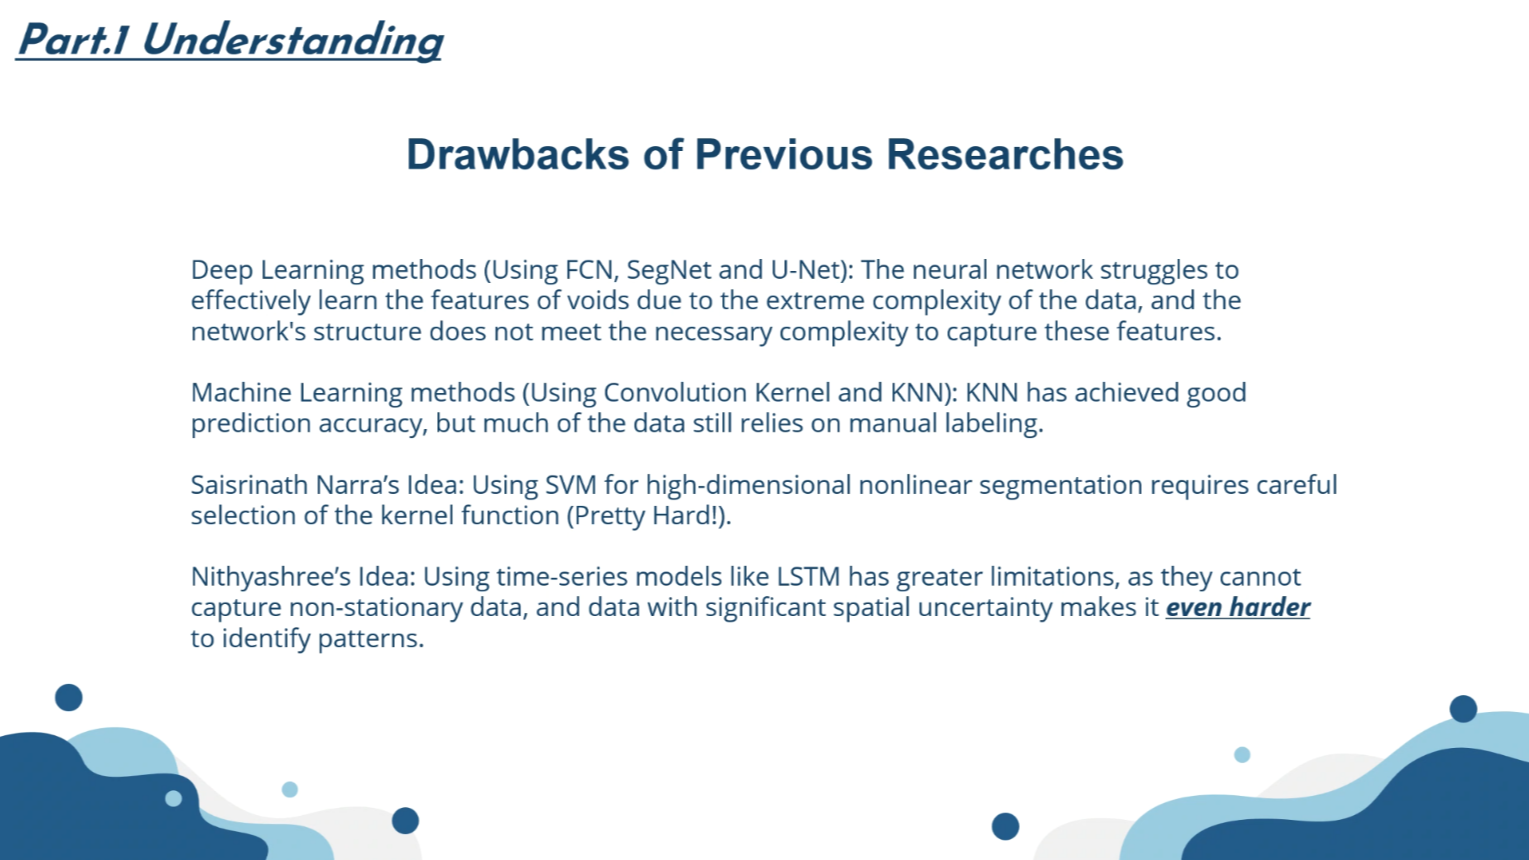 Part.1 Understanding
Drawbacks of Previous Researches
Deep Learning methods (Using FCN, SegNet and U-Net): The neural network struggles to
effectively learn the features of voids due to the extreme complexity of the data, and the
network's structure does not meet the necessary complexity to capture these features.
Machine Learning methods (Using Convolution Kernel and KNN): KNN has achieved good
prediction accuracy, but much of the data still relies on manual labeling.
Saisrinath Narra’s Idea: Using SVM for high-dimensional nonlinear segmentation requires careful
selection of the kernel function (Pretty Hard!).
Nithyashree’s Idea: Using time-series models like LSTM has greater limitations, as they cannot
capture non-stationary data, and data with significant spatial uncertainty makes it even harder
to identify patterns.